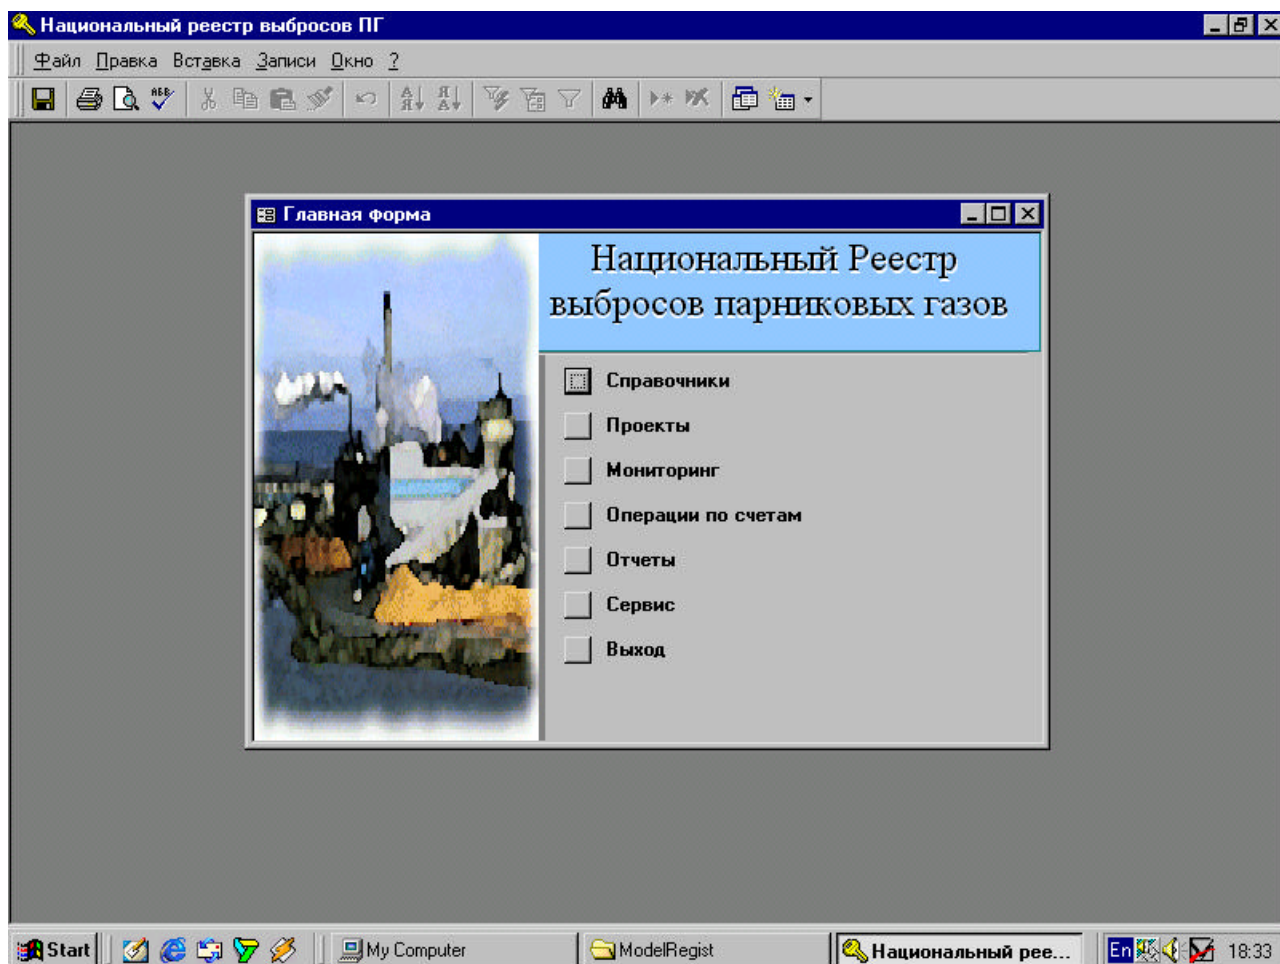 Национальный реестр выбросов ПГ
Файл Правка Вставка Записи Окно ?
Главная форма
Национальный Реестр
выбросов парниковых газов
Справочники
Проекты
Мониторинг
Операции по счетам
Отчеты
Сервис
Выход
Start My Computer ModelRegist Национальный рее... En 18:33